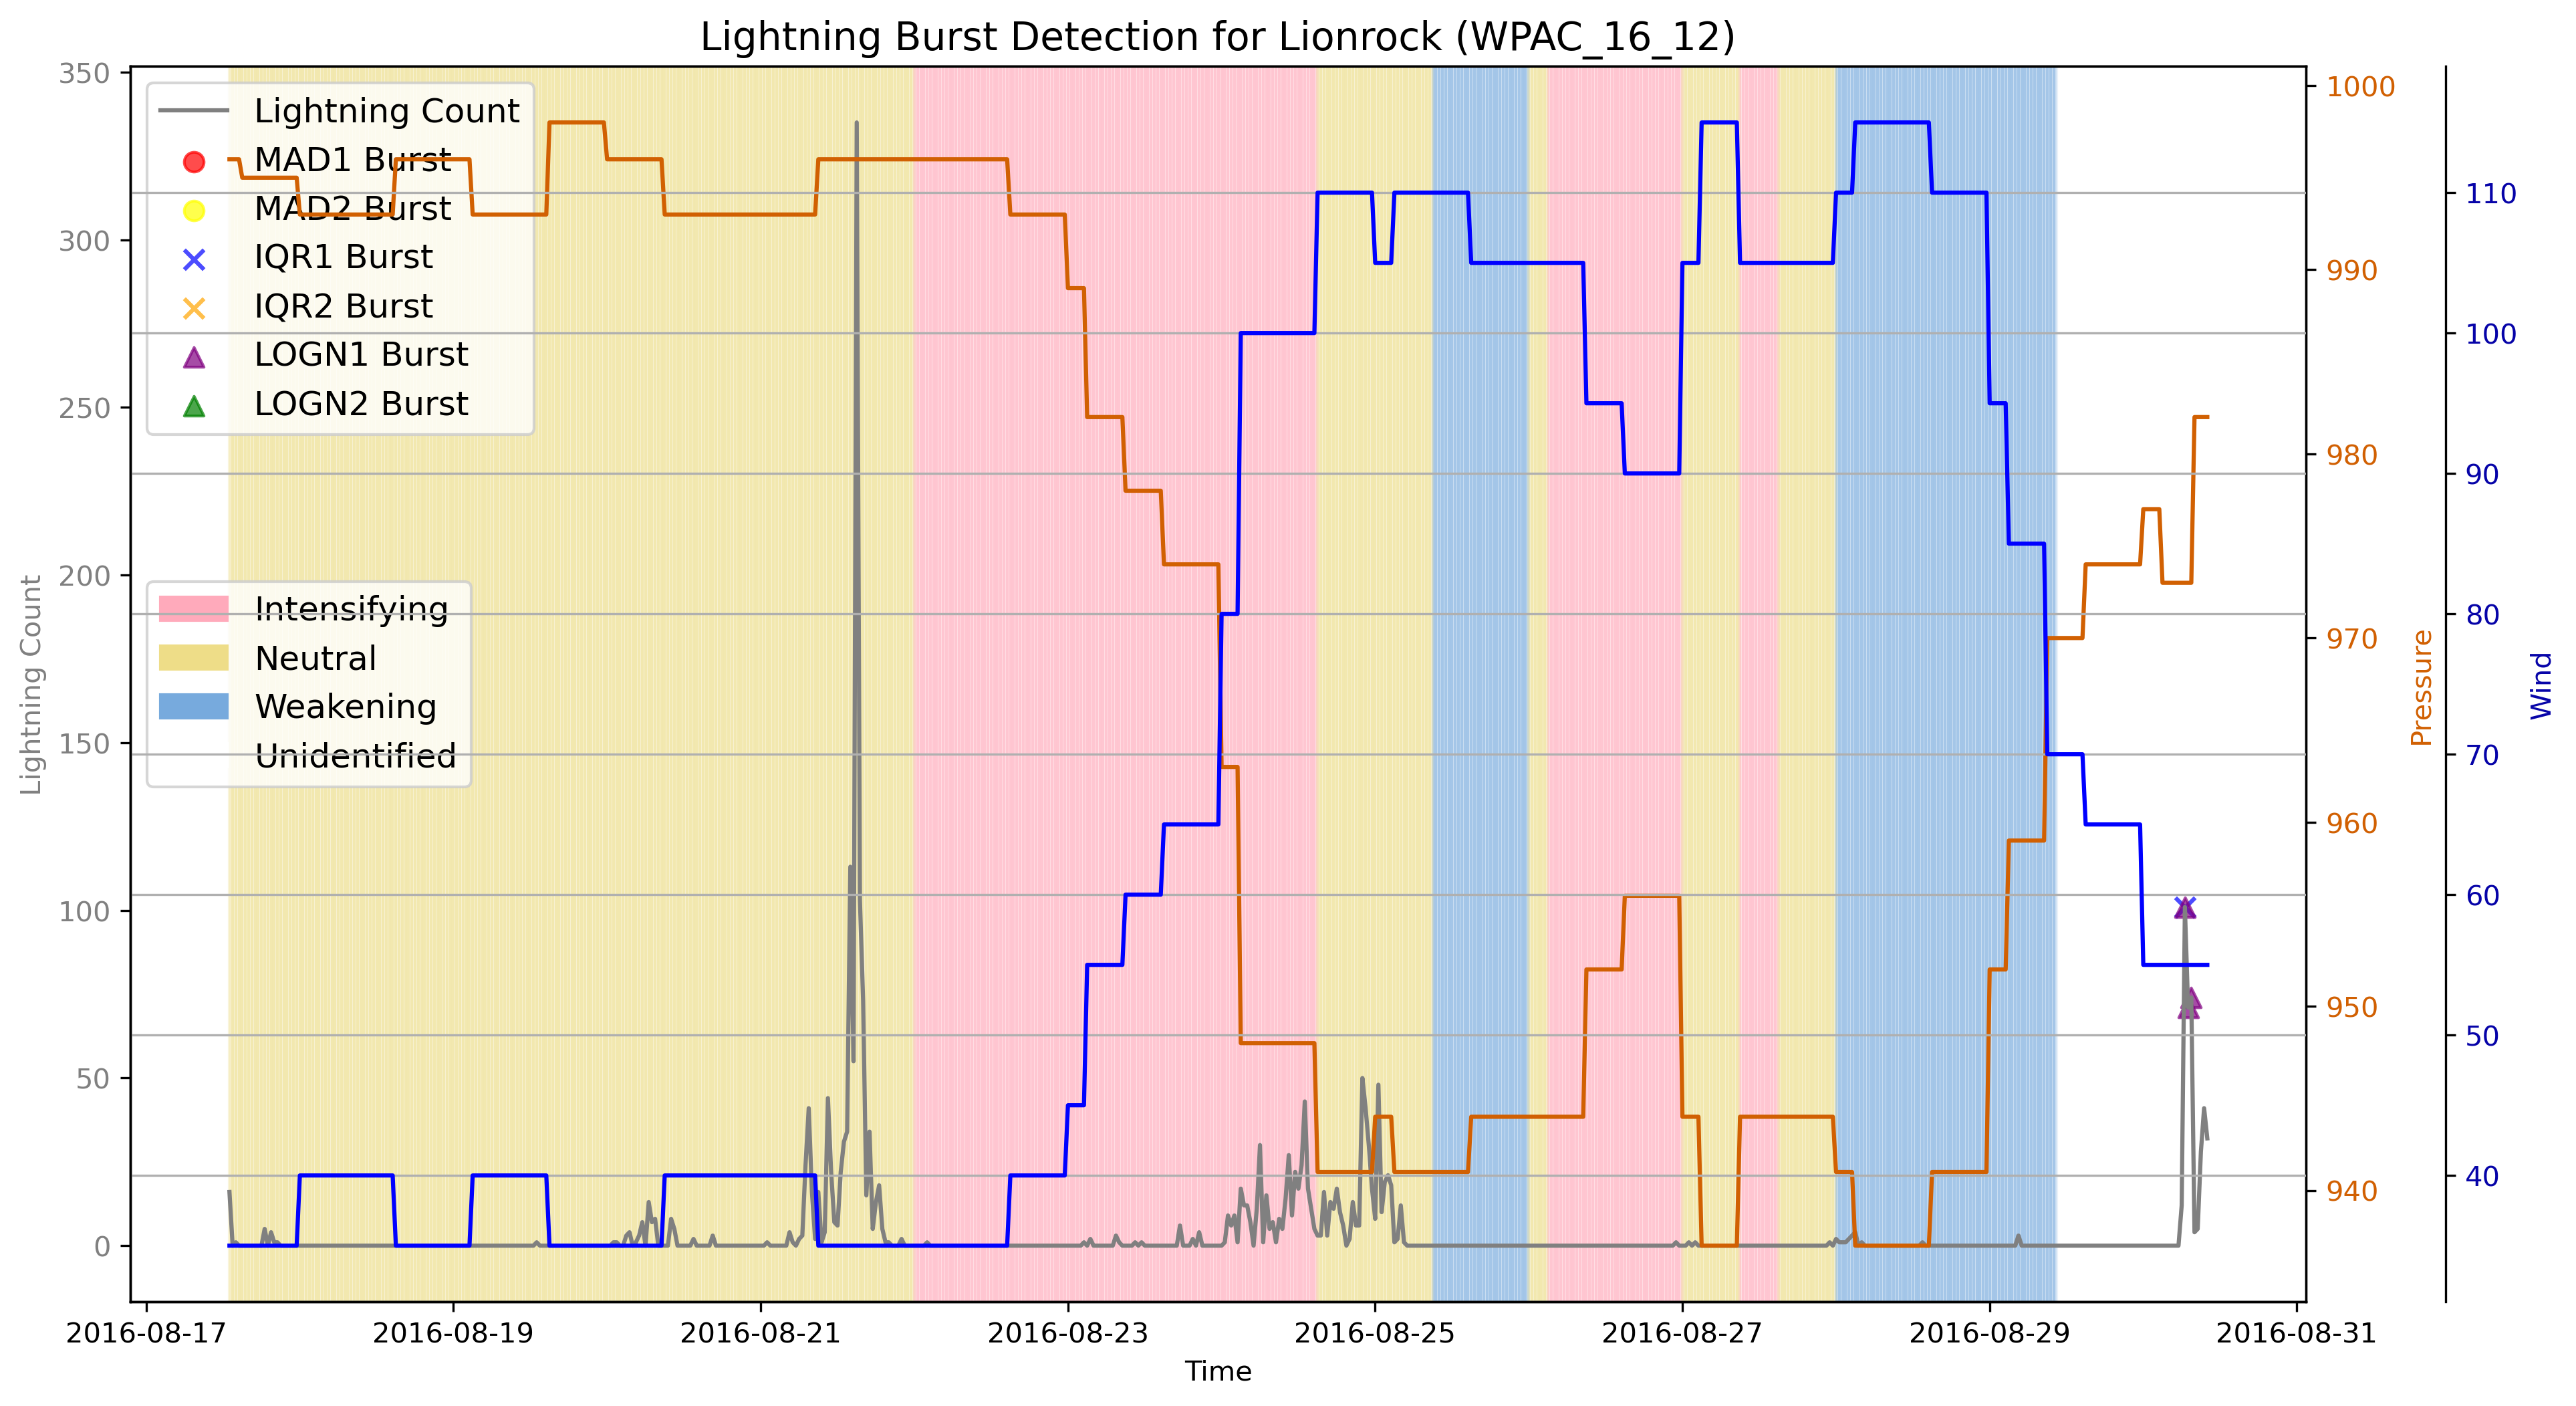 Lightning Burst Detection for Lionrock (WPAC_16_12)
Lightning Count
MAD1 Burst
MAD2 Burst
IQR1 Burst
IQR2 Burst
LOGN1 Burst
LOGN2 Burst
Intensifying
Neutral
Weakening
Unidentified
350
300
250
200
150
100
50
0
Lightning Count
1000
990
980
970
960
950
940
Pressure
110
100
90
80
70
60
50
40
Wind
2016-08-17
2016-08-19
2016-08-21
2016-08-23
2016-08-25
2016-08-27
2016-08-29
2016-08-31
Time